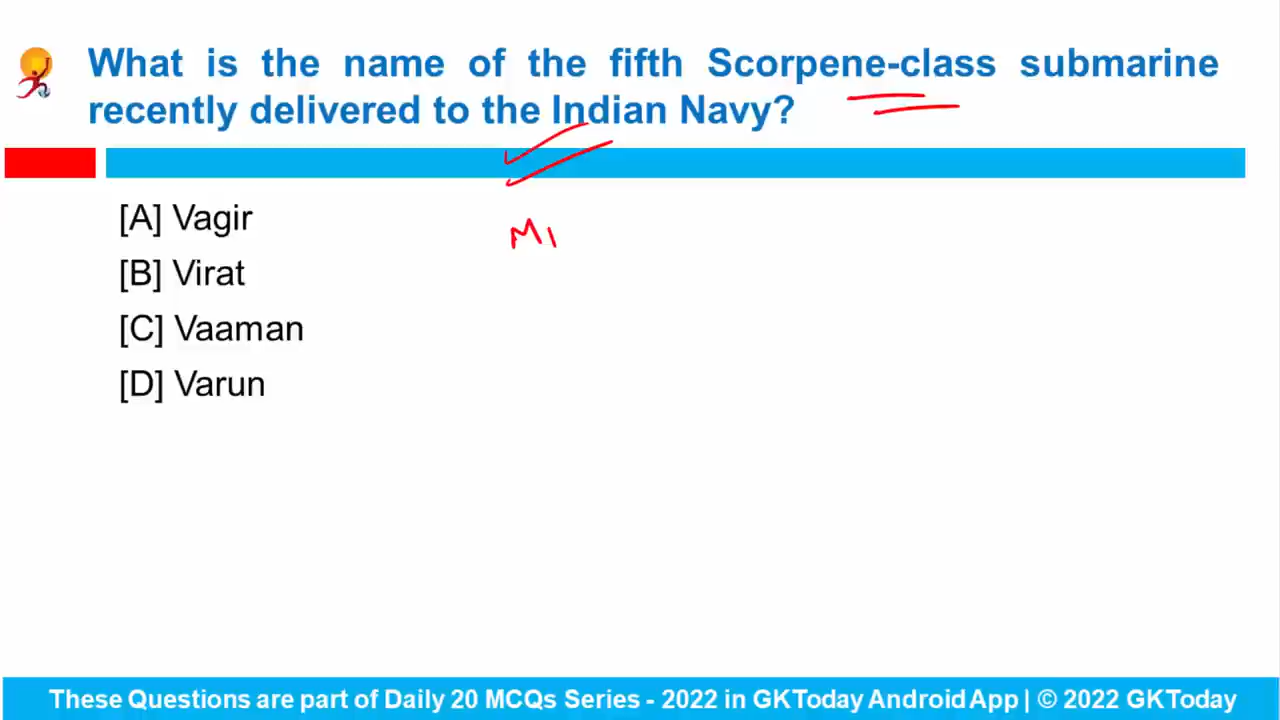 What is the name of the fifth Scorpene-class submarine
recently delivered to the Indian Navy?
[A] Vagir
[B] Virat
[C] Vaaman
[D] Varun
These Questions are part of Daily 20 MCQs Series - 2022 in GKToday Android App | © 2022 GKToday